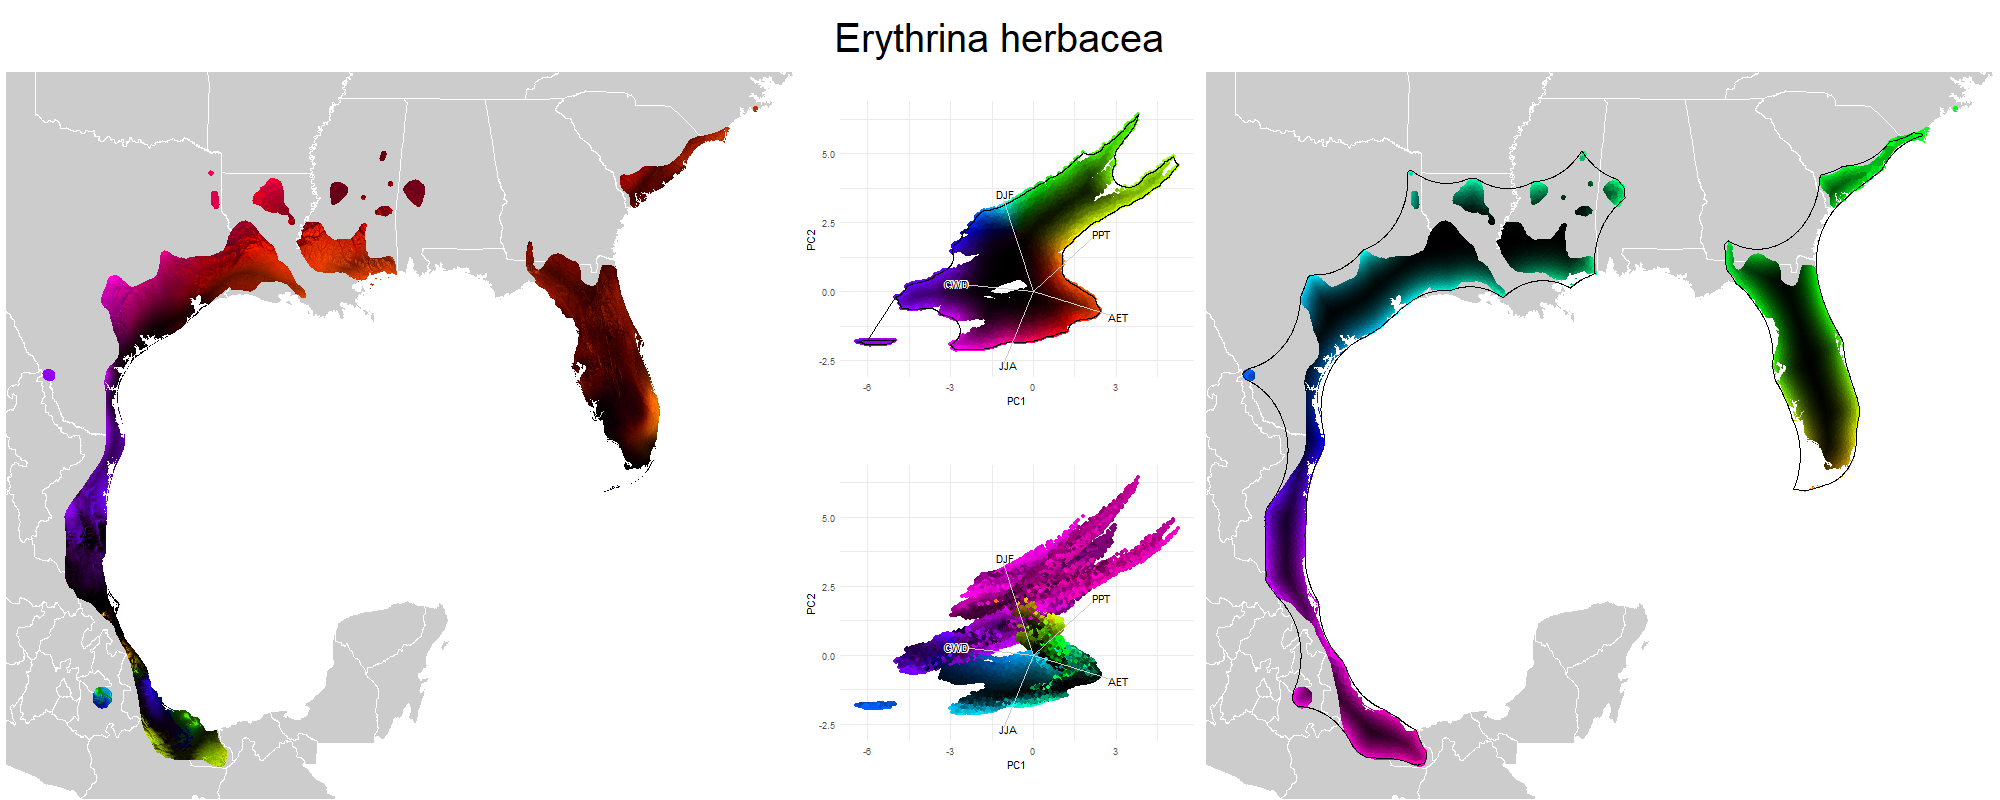 Erythrina herbacea
5.0
2.5
0.0
-2.5
PC2
DJF
PPT
CWD
AET
JJA
-6
-3
0
3
PC1
5.0
2.5
0.0
-2.5
PC2
DJF
PPT
CWD
AET
JJA
-6
-3
0
3
PC1